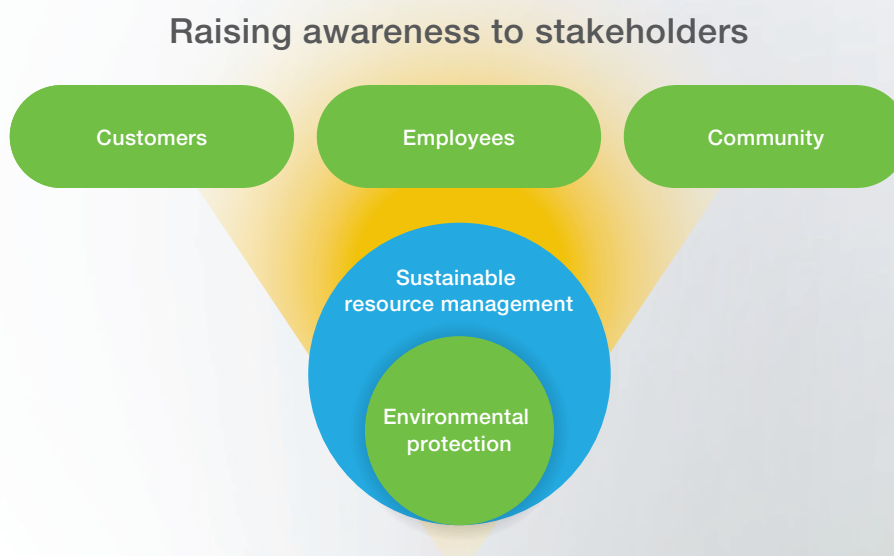 Raising awareness to stakeholders
Customers
Employees
Community
Sustainable
resource management
Environmental
protection